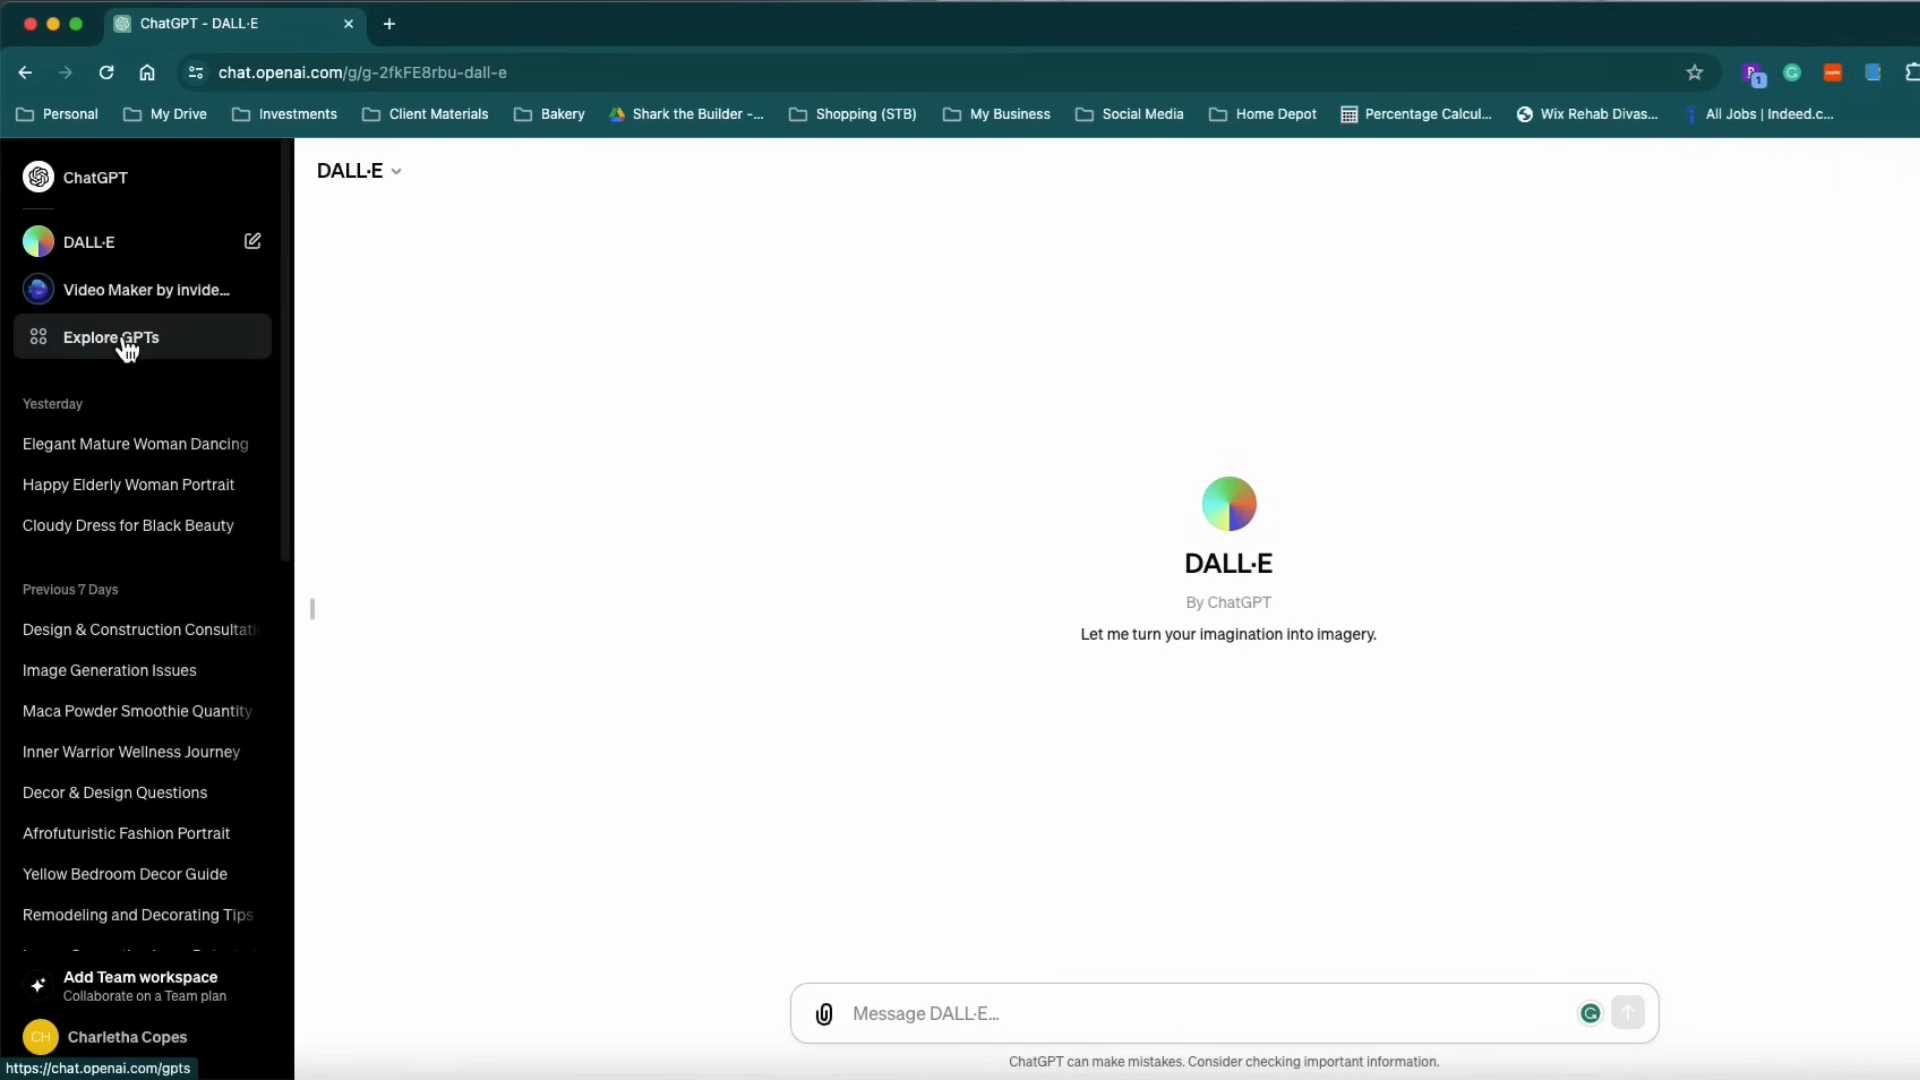 ChatGPT - DALL·E
chat.openai.com/g/g-2fkFE8rbu-dall-e
1
Personal
My Drive
Investments
Client Materials
Bakery
Shark the Builder -...
Shopping (STB)
My Business
Social Media
Home Depot
Percentage Calcul...
Wix Rehab Divas...
All Jobs | Indeed.c...
ChatGPT
DALL·E
Video Maker by invide...
Explore GPTs
Yesterday
Elegant Mature Woman Dancing
Happy Elderly Woman Portrait
Cloudy Dress for Black Beauty
Previous 7 Days
Design & Construction Consultati
Image Generation Issues
Maca Powder Smoothie Quantity
Inner Warrior Wellness Journey
Decor & Design Questions
Afrofuturistic Fashion Portrait
Yellow Bedroom Decor Guide
Remodeling and Decorating Tips
Add Team workspace
Collaborate on a Team plan
CH
Charletha Copes
https://chat.openai.com/gpts
DALL·E
DALL·E
By ChatGPT
Let me turn your imagination into imagery.
Message DALL·E...
ChatGPT can make mistakes. Consider checking important information.